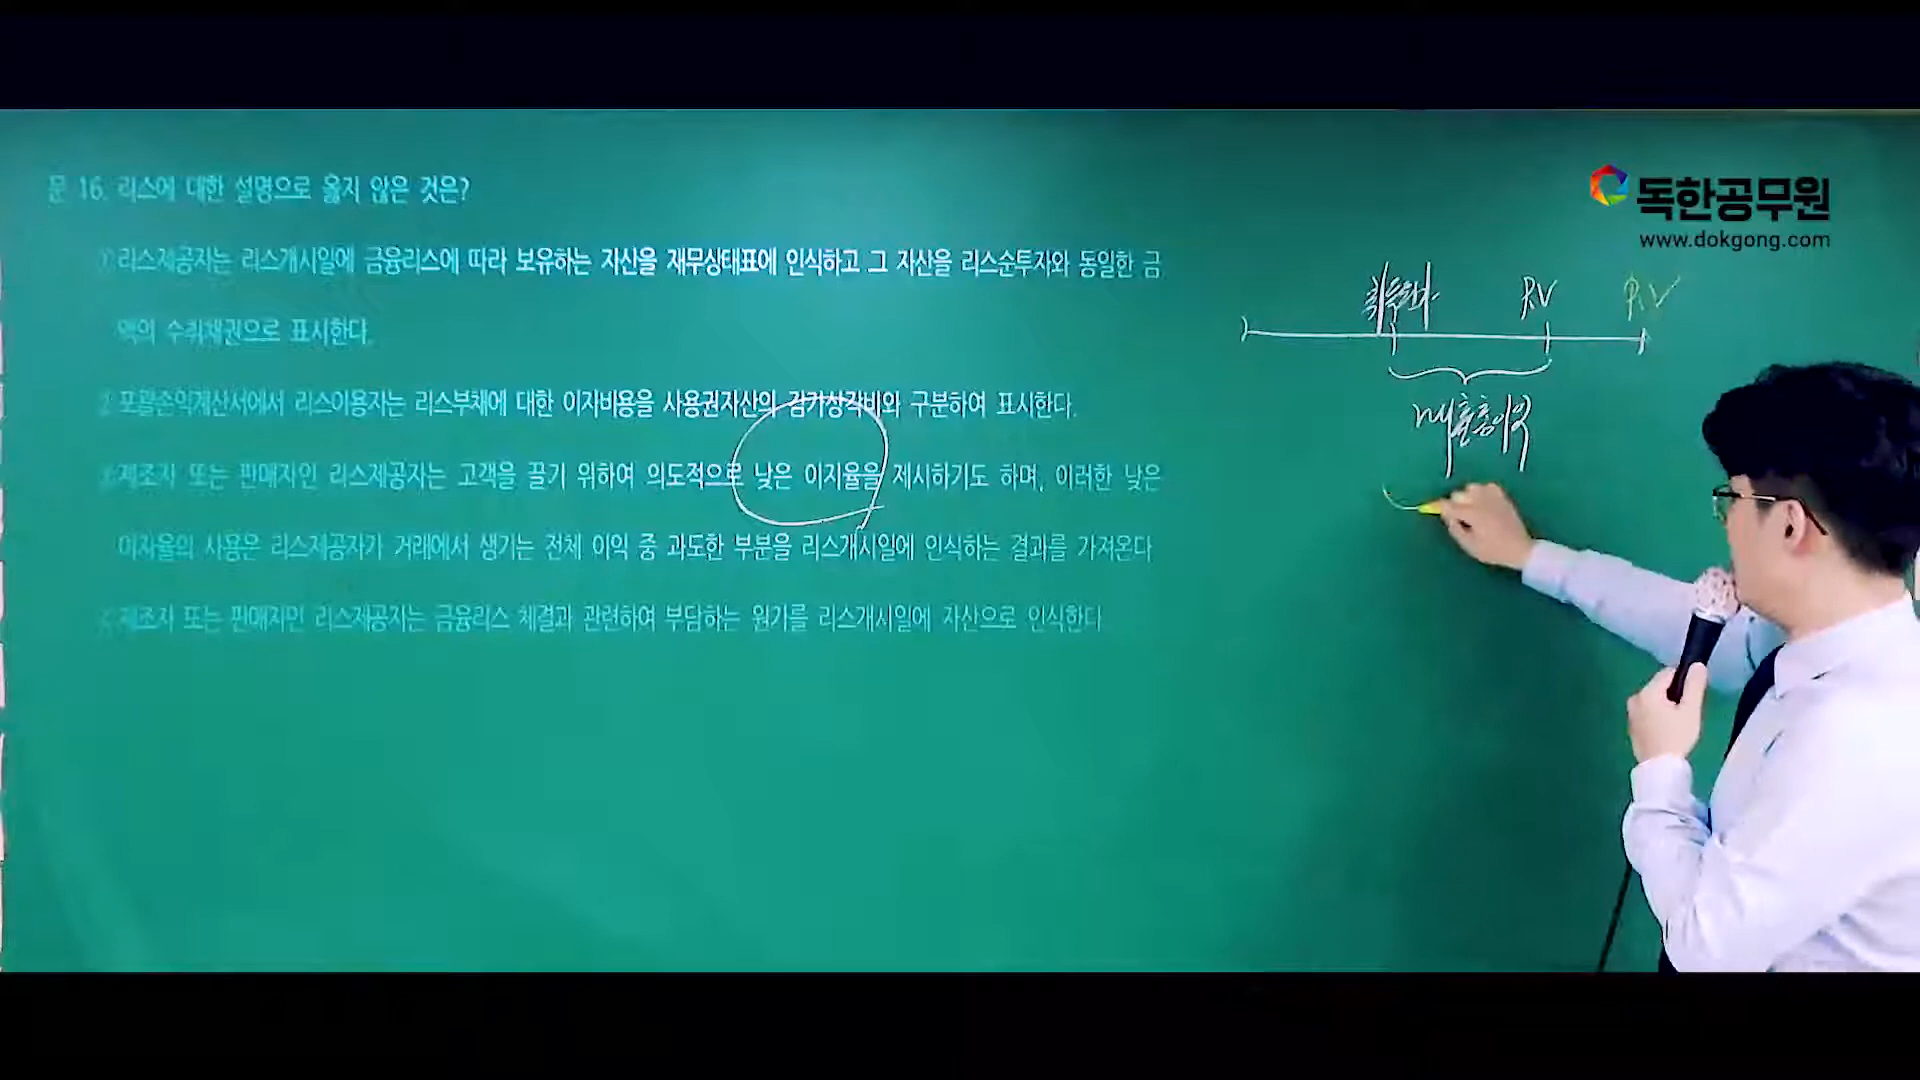 문 16. 리스에 대한 설명으로 옳지 않은 것은?
① 리스제공자는 리스개시일에 금융리스에 따라 보유하는 자산을 재무상태표에 인식하고 그 자산을 리스순투자와 동일한 금
액의 수취채권으로 표시한다.
② 포괄손익계산서에서 리스이용자는 리스부채에 대한 이자비용을 사용권자산의 감가상각비와 구분하여 표시한다.
③ 제조자 또는 판매자인 리스제공자는 고객을 끌기 위하여 의도적으로 낮은 이자율을 제시하기도 하며, 이러한 낮은
이자율의 사용은 리스제공자가 거래에서 생기는 전체 이익 중 과도한 부분을 리스개시일에 인식하는 결과를 가져온다
④ 제조자 또는 판매자인 리스제공자는 금융리스 체결과 관련하여 부담하는 원가를 리스개시일에 자산으로 인식한다
독한공무원
www.dokgong.com
취득원가 P.V P.V
매출총이익